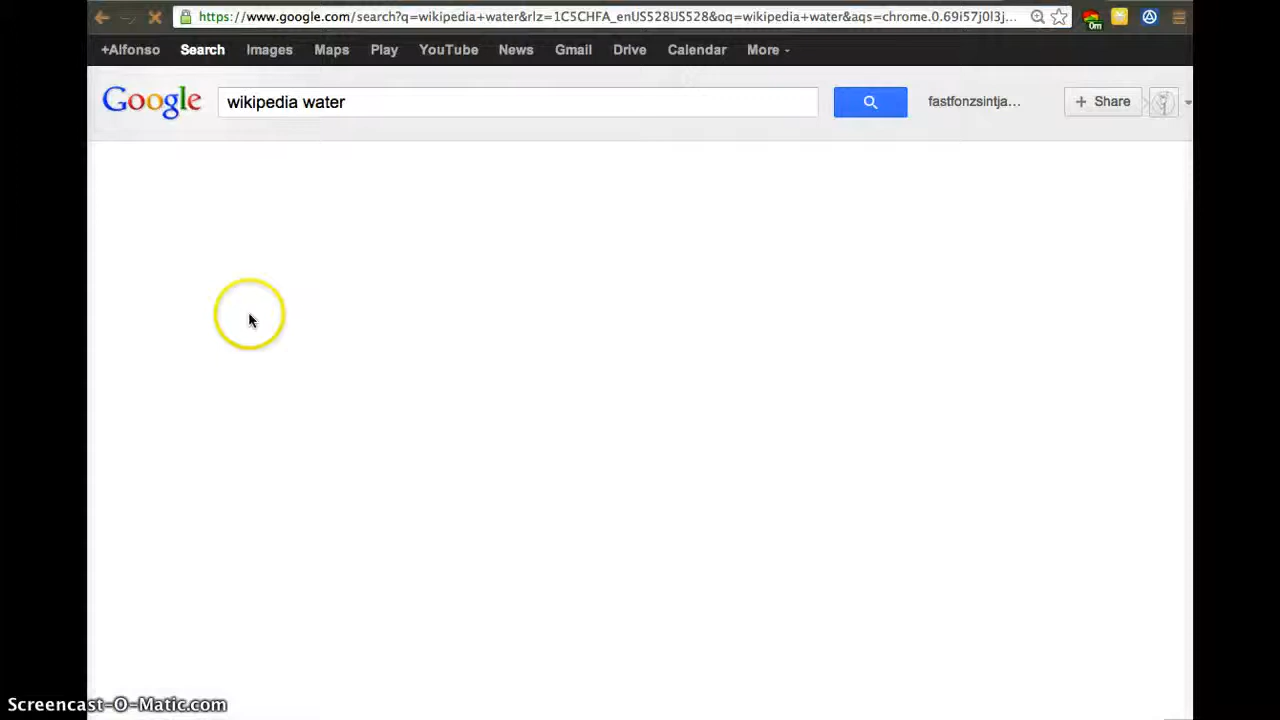 https://www.google.com/search?q=wikipedia+water&rlz=1C5CHFA_enUS528US528&oq=wikipedia+water&aqs=chrome.0.69i57j0l3j...
0m
+Alfonso Search Images Maps Play YouTube News Gmail Drive Calendar More
Google wikipedia water fastfonzsintja... + Share
Screencast-O-Matic.com